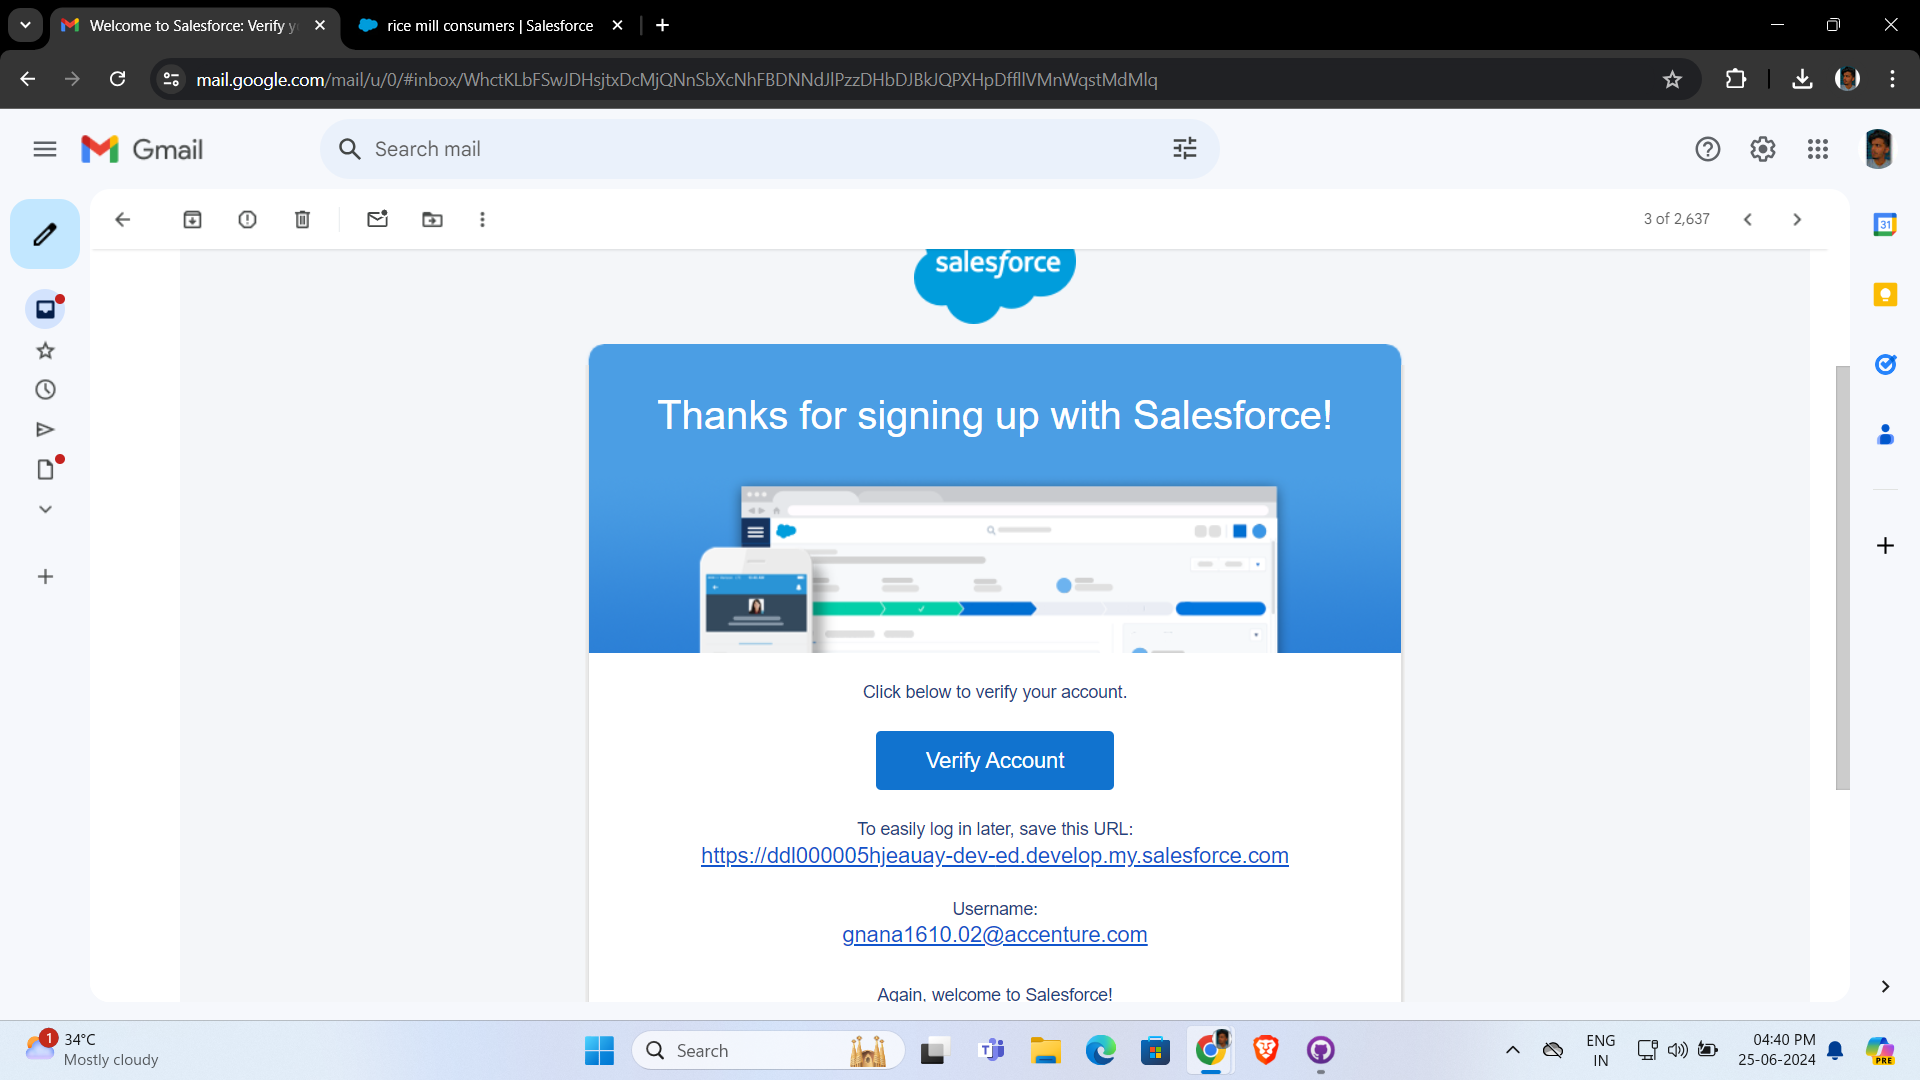 Welcome to Salesforce: Verify y
rice mill consumers | Salesforce
mail.google.com/mail/u/0/#inbox/WhctKLbFSwJDHsjtxDcMjQNnSbXcNhFBDNNdJlPzzDHbDJBkJQPXHpDffllVMnWqstMdMlq
Gmail
Search mail
3 of 2,637
31
salesforce
Thanks for signing up with Salesforce!
Click below to verify your account.
Verify Account
To easily log in later, save this URL:
https://ddl000005hjeauay-dev-ed.develop.my.salesforce.com
Username:
gnana1610.02@accenture.com
Again, welcome to Salesforce!
1
34°C
Mostly cloudy
Search
ENG
IN
04:40 PM
25-06-2024
PRE